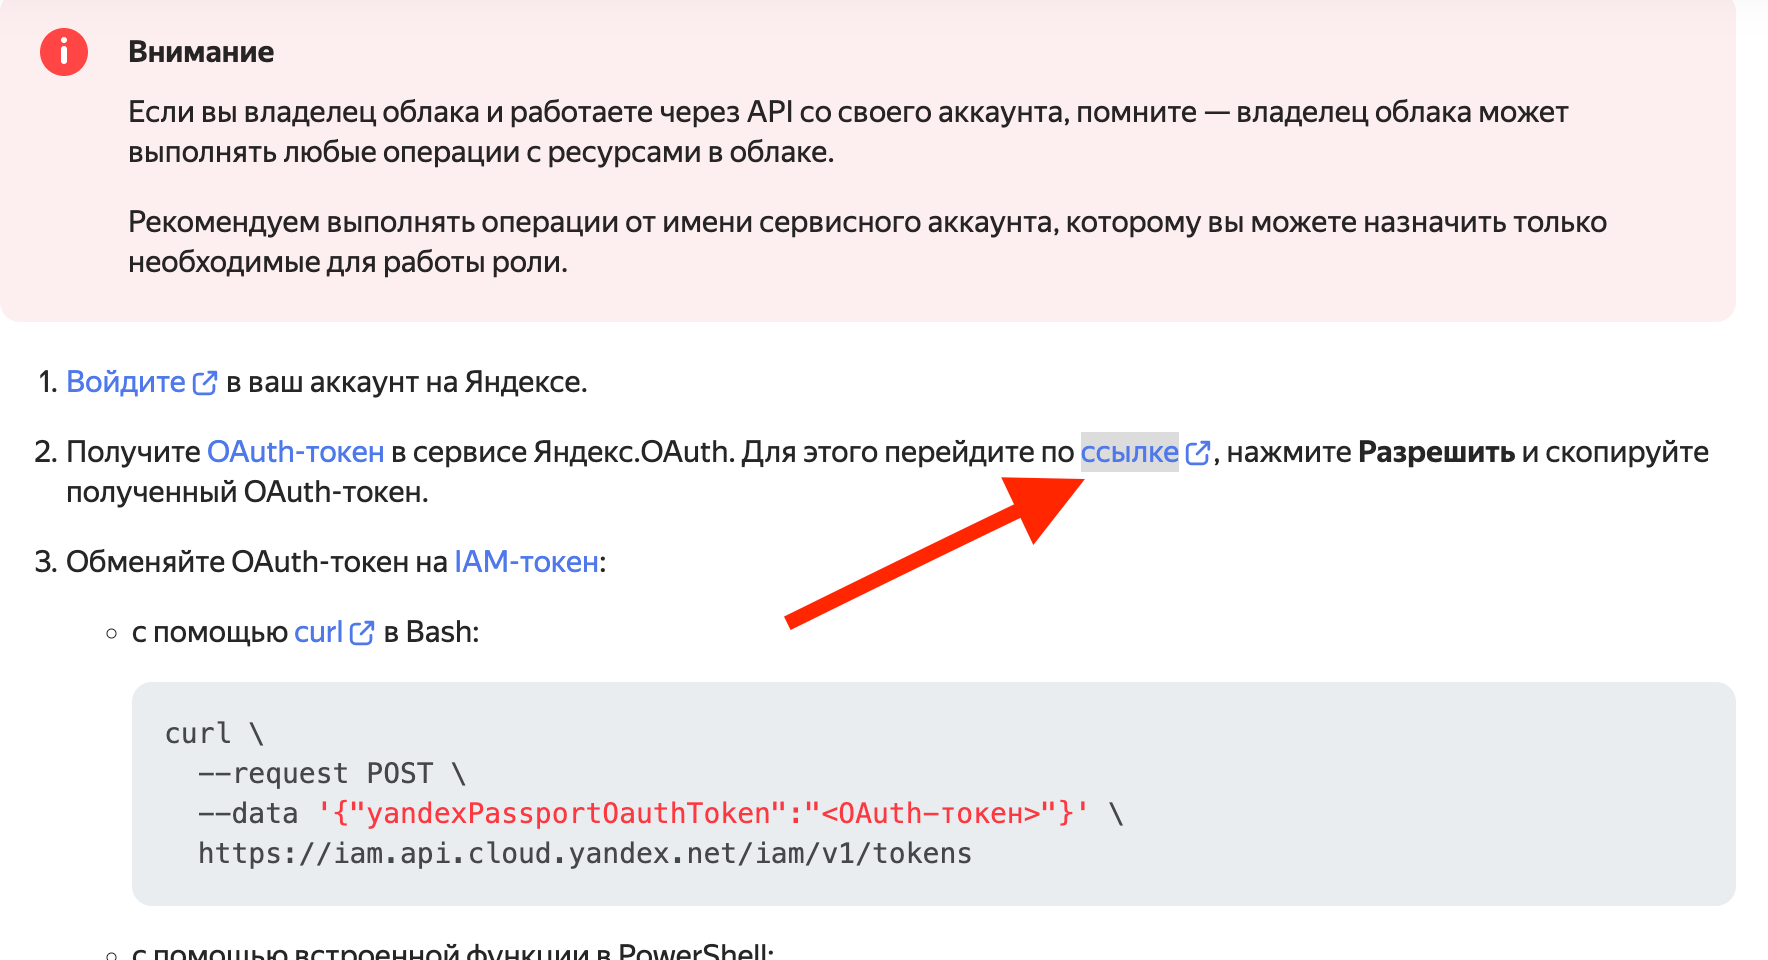 Внимание
Если вы владелец облака и работаете через API со своего аккаунта, помните — владелец облака может
выполнять любые операции с ресурсами в облаке.
Рекомендуем выполнять операции от имени сервисного аккаунта, которому вы можете назначить только
необходимые для работы роли.
1. Войдите в ваш аккаунт на Яндексе.
2. Получите OAuth-токен в сервисе Яндекс.OAuth. Для этого перейдите по ссылке, нажмите Разрешить и скопируйте
полученный OAuth-токен.
3. Обменяйте OAuth-токен на IAM-токен:
с помощью curl в Bash:
curl \
--request POST \
--data '{"yandexPassportOauthToken":"<OAuth-токен>"}' \
https://iam.api.cloud.yandex.net/iam/v1/tokens
с помощью встроенной функции в PowerShell: